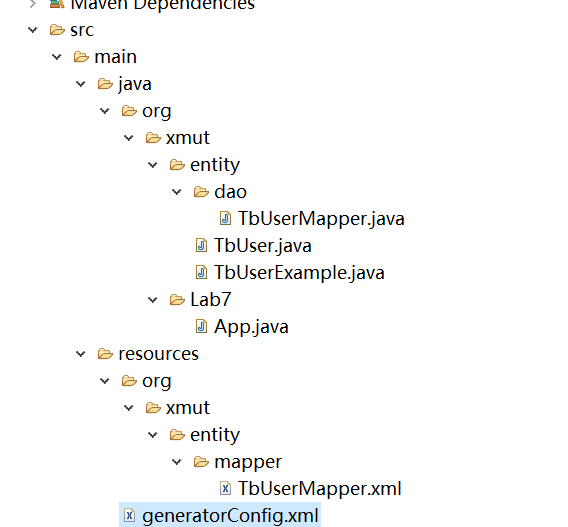 Maven Dependencies
src
main
java
org
xmut
entity
dao
TbUserMapper.java
TbUser.java
TbUserExample.java
Lab7
App.java
resources
org
xmut
entity
mapper
TbUserMapper.xml
generatorConfig.xml